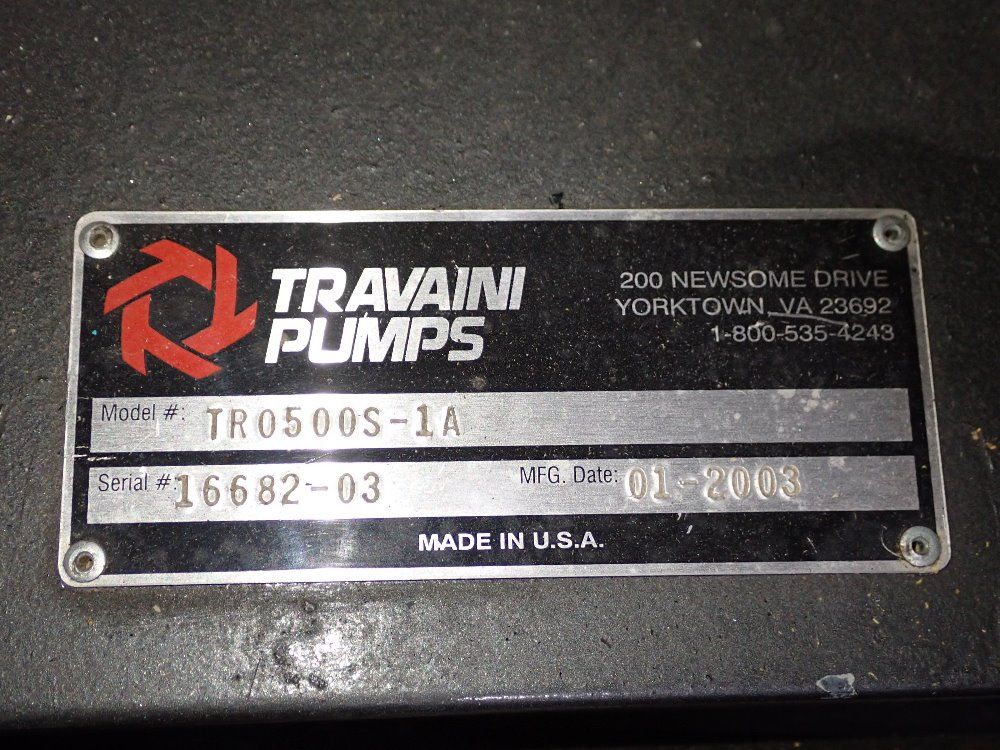 TRAVAINI
PUMPS
200 NEWSOME DRIVE
YORKTOWN, VA 23692
1-800-535-4243
Model #: TRO500S-1A
Serial #: 16682-03 MFG. Date: 01-2003
MADE IN U.S.A.